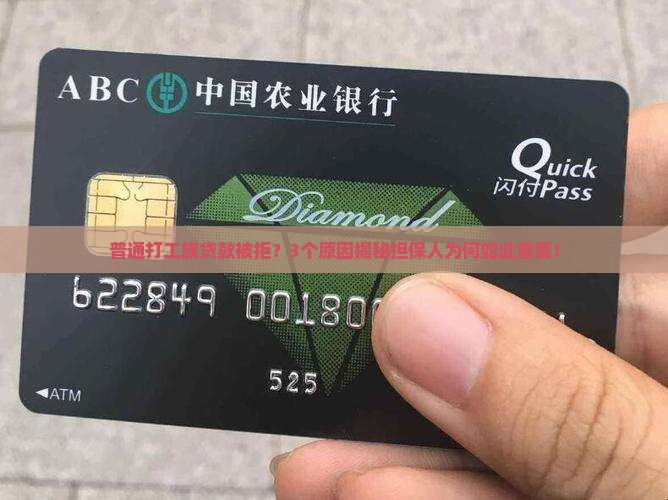 ABC 中国农业银行
Quick
闪付Pass
Diamond
普通打工族贷款被拒？3个原因揭秘担保人为何如此重要！
622849 00180
525
◀ATM